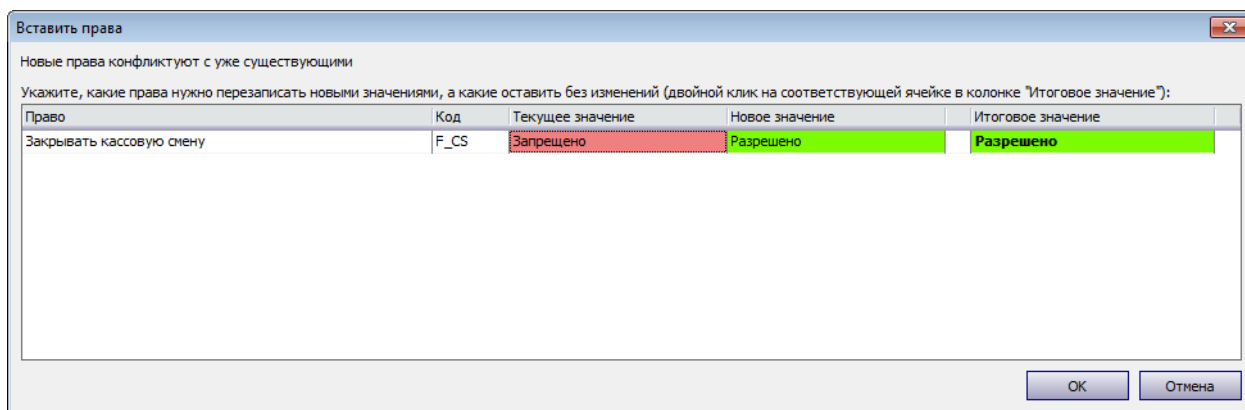 Вставить права
Новые права конфликтуют с уже существующими
Укажите, какие права нужно перезаписать новыми значениями, а какие оставить без изменений (двойной клик на соответствующей ячейке в колонке "Итоговое значение"):
Право Код Текущее значение Новое значение Итоговое значение
Закрывать кассовую смену F_CS Запрещено Разрешено Разрешено
OK Отмена